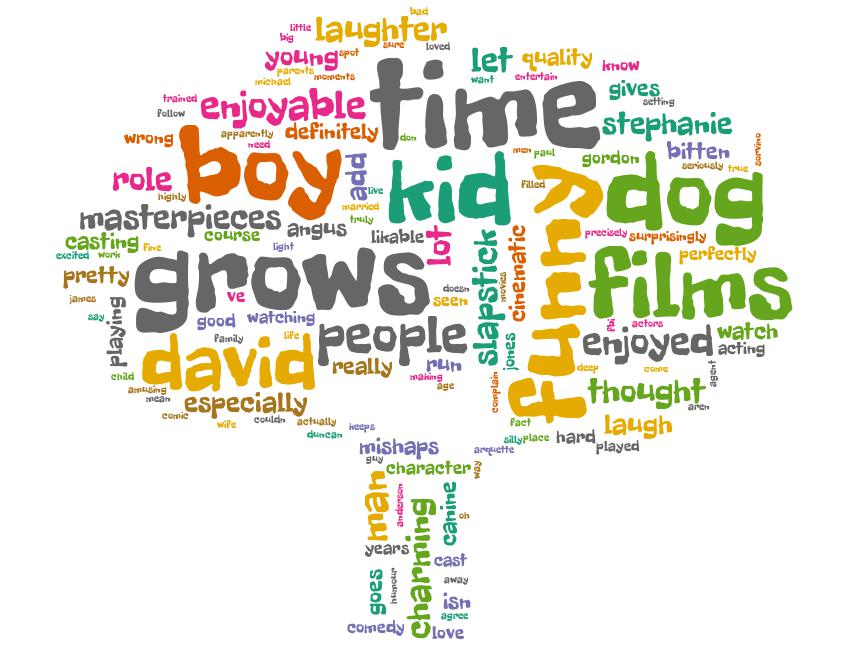 bad
little
laughter
big
sure
loved
young
spot
let
quality
know
parents
moments
want
entertain
michael
time
gives
trained
enjoyable
setting
follow
stephanie
wrong
apparently
definitely
don
need
boy
add
kid
men
paul
gordon
bitten
sorvino
seriously
true
role
live
filled
funny
dog
highly
married
masterpieces
truly
angus
likable
lot
slapstick
cinematic
precisely
surprisingly
casting
fine
course
light
excited
work
perfectly
pretty
grows
doesn
movies
films
james
ve
seen
playing
say
good
watching
people
fbi
actors
watch
family
life
enjoyed
acting
david
really
run
jones
child
making
deep
come
agent
amusing
age
complain
thought
mean
especially
aren
comic
wife
couldn
actually
fact
laugh
duncan
keeps
silly
place
hard
played
mishaps
arquette
guy
character
way
man
anderson
charming
canine
oh
years
cast
goes
humour
away
isn
agree
comedy
love